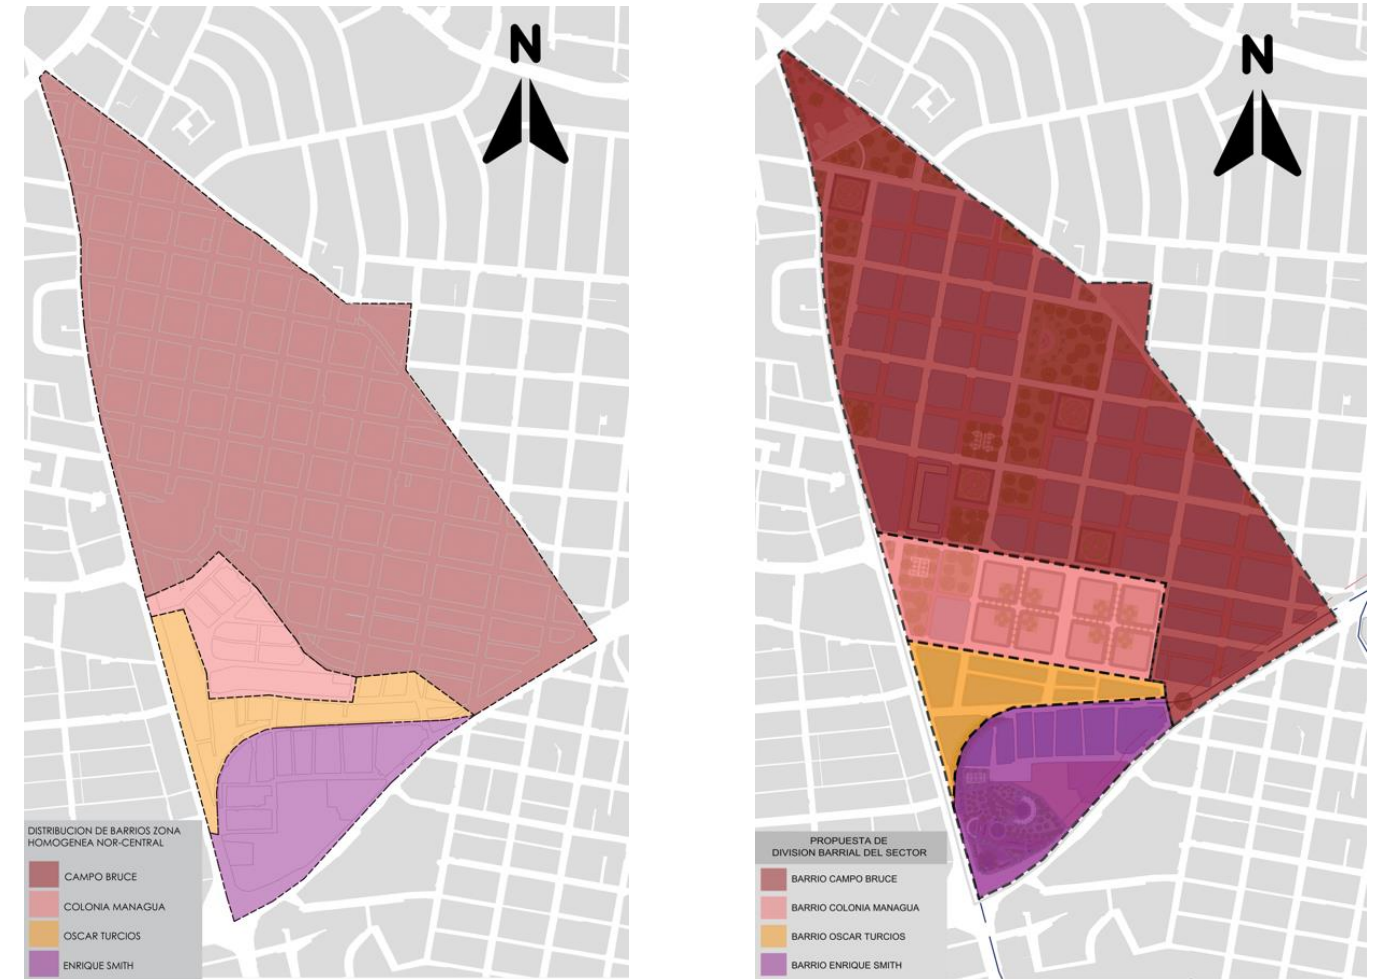 N
DISTRIBUCION DE BARRIOS ZONA
HOMOGENEA NOR-CENTRAL
CAMPO BRUCE
COLONIA MANAGUA
OSCAR TURCIOS
ENRIQUE SMITH
N
PROPUESTA DE
DIVISION BARRIAL DEL SECTOR
BARRIO CAMPO BRUCE
BARRIO COLONIA MANAGUA
BARRIO OSCAR TURCIOS
BARRIO ENRIQUE SMITH